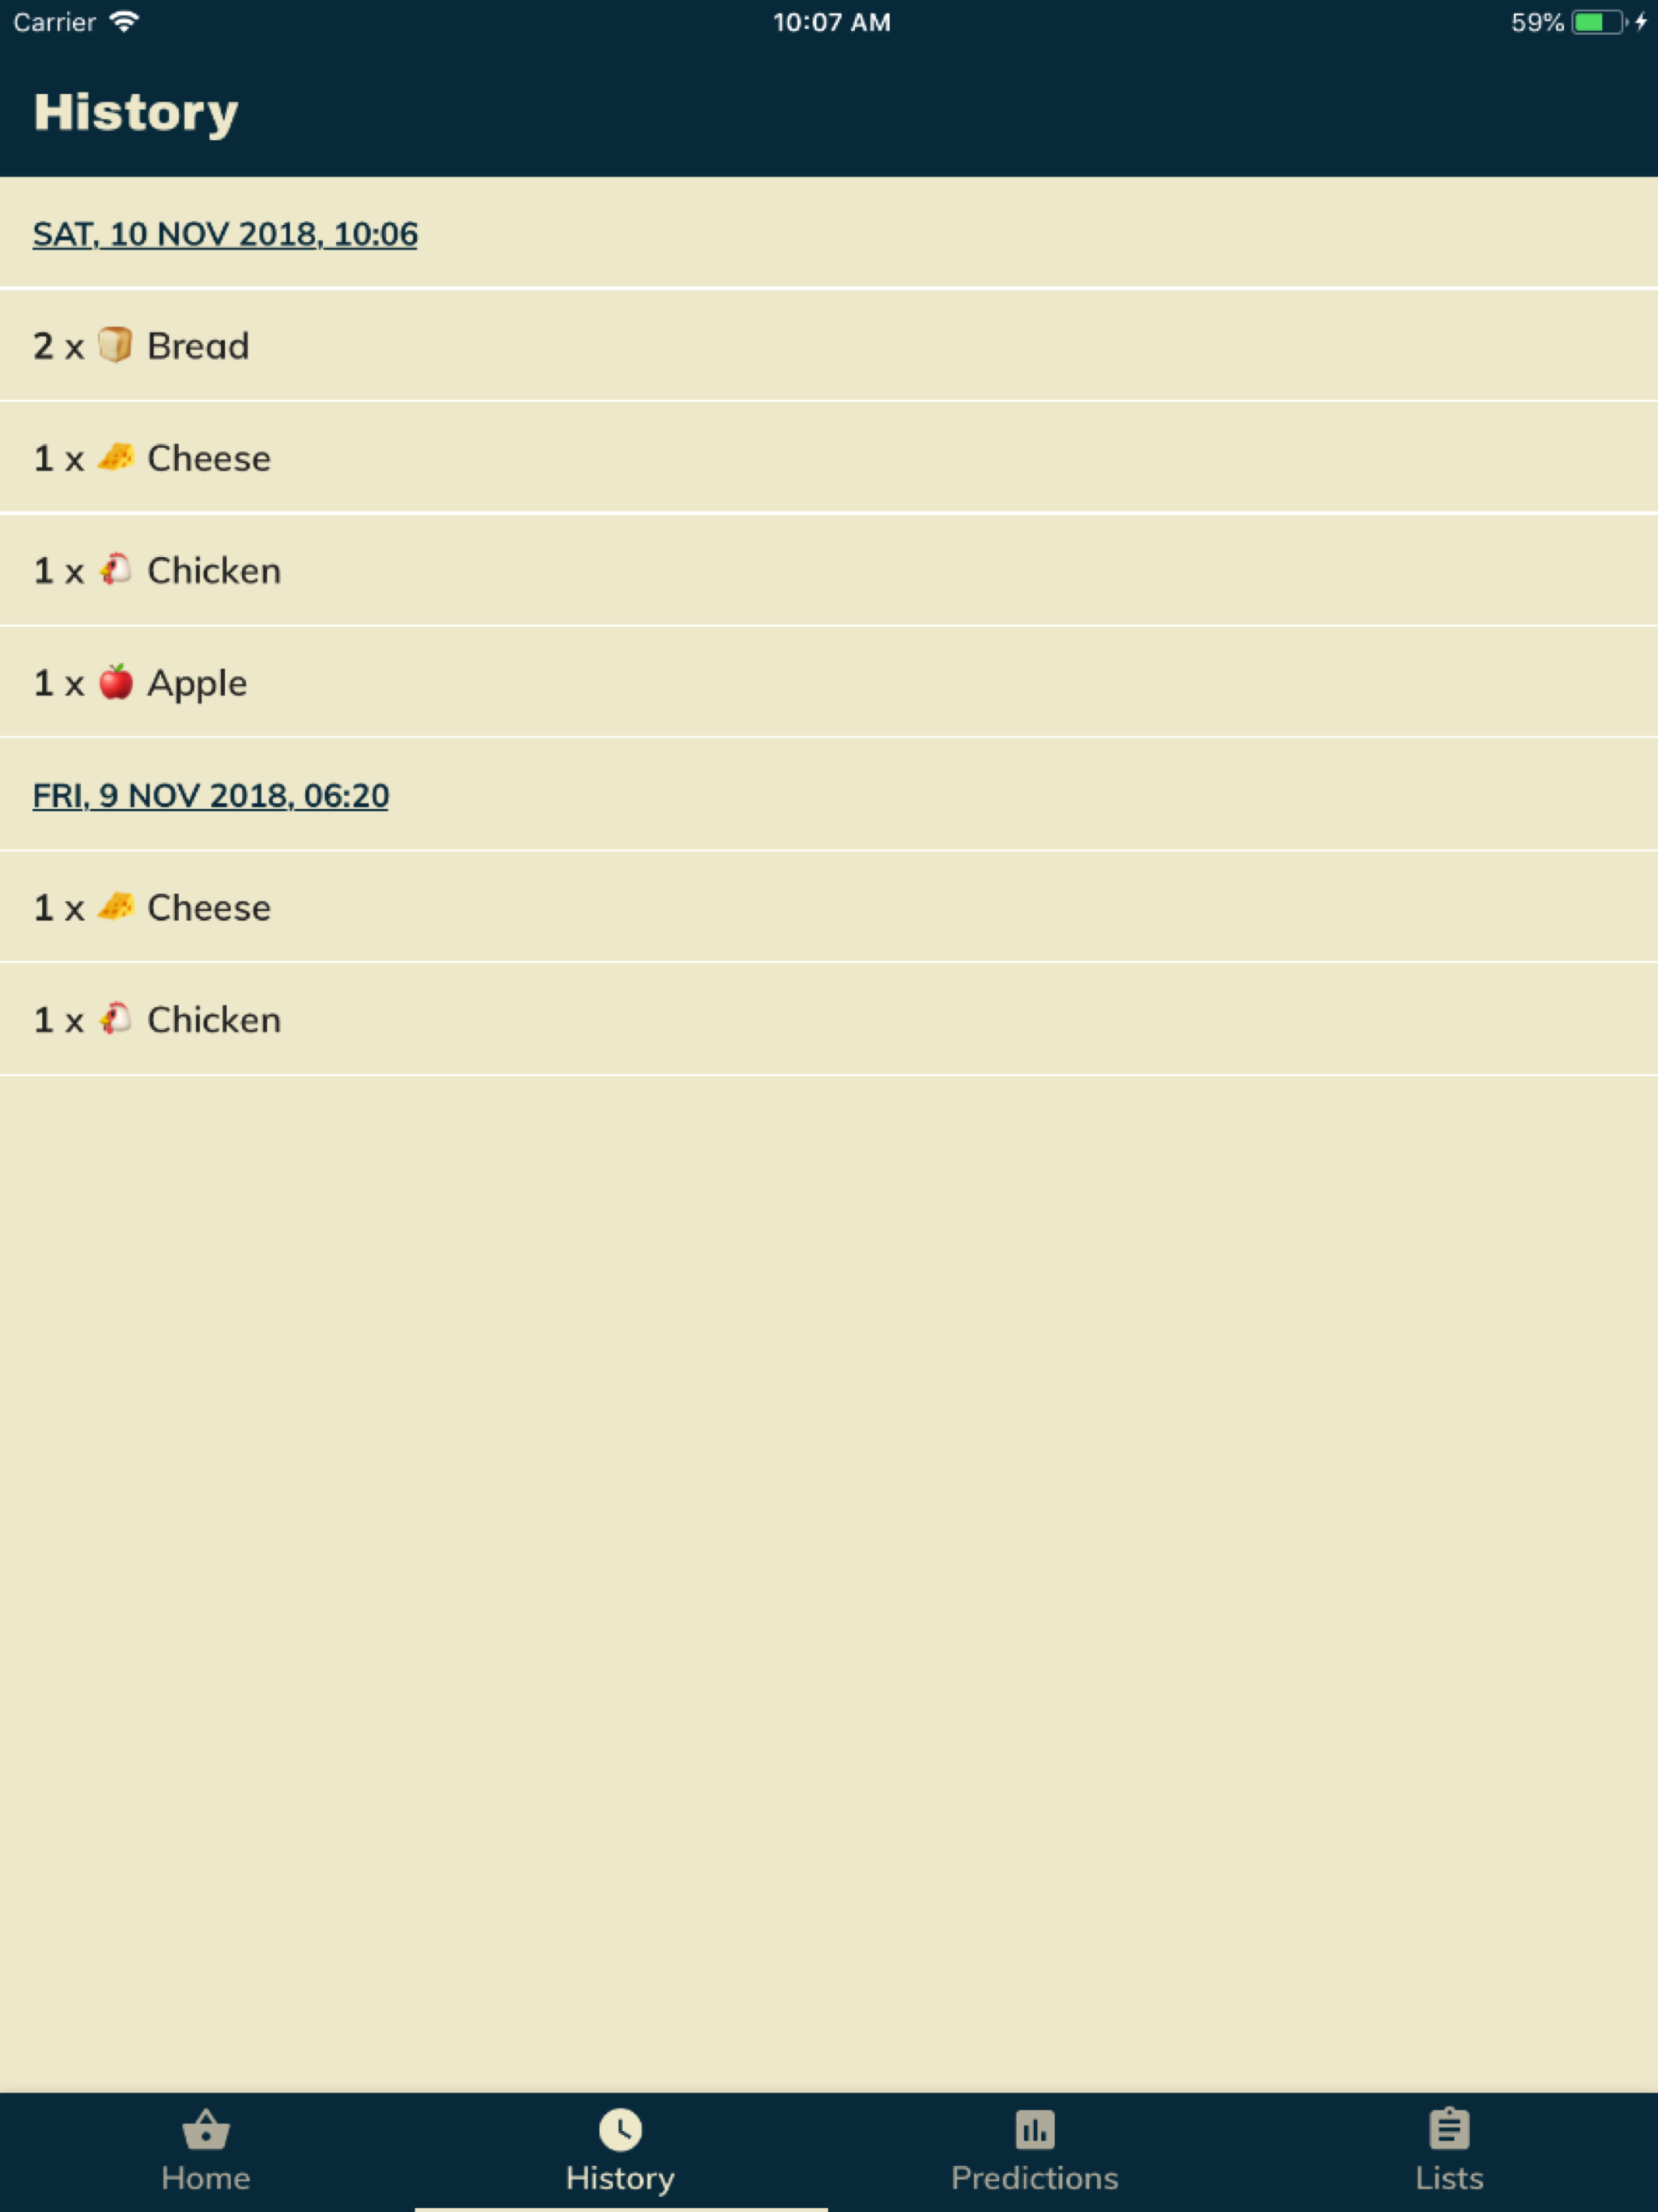 Carrier 10:07 AM 59%
History
SAT, 10 NOV 2018, 10:06
2 x 🍞 Bread
1 x 🧀 Cheese
1 x 🐔 Chicken
1 x 🍎 Apple
FRI, 9 NOV 2018, 06:20
1 x 🧀 Cheese
1 x 🐔 Chicken
Home History Predictions Lists